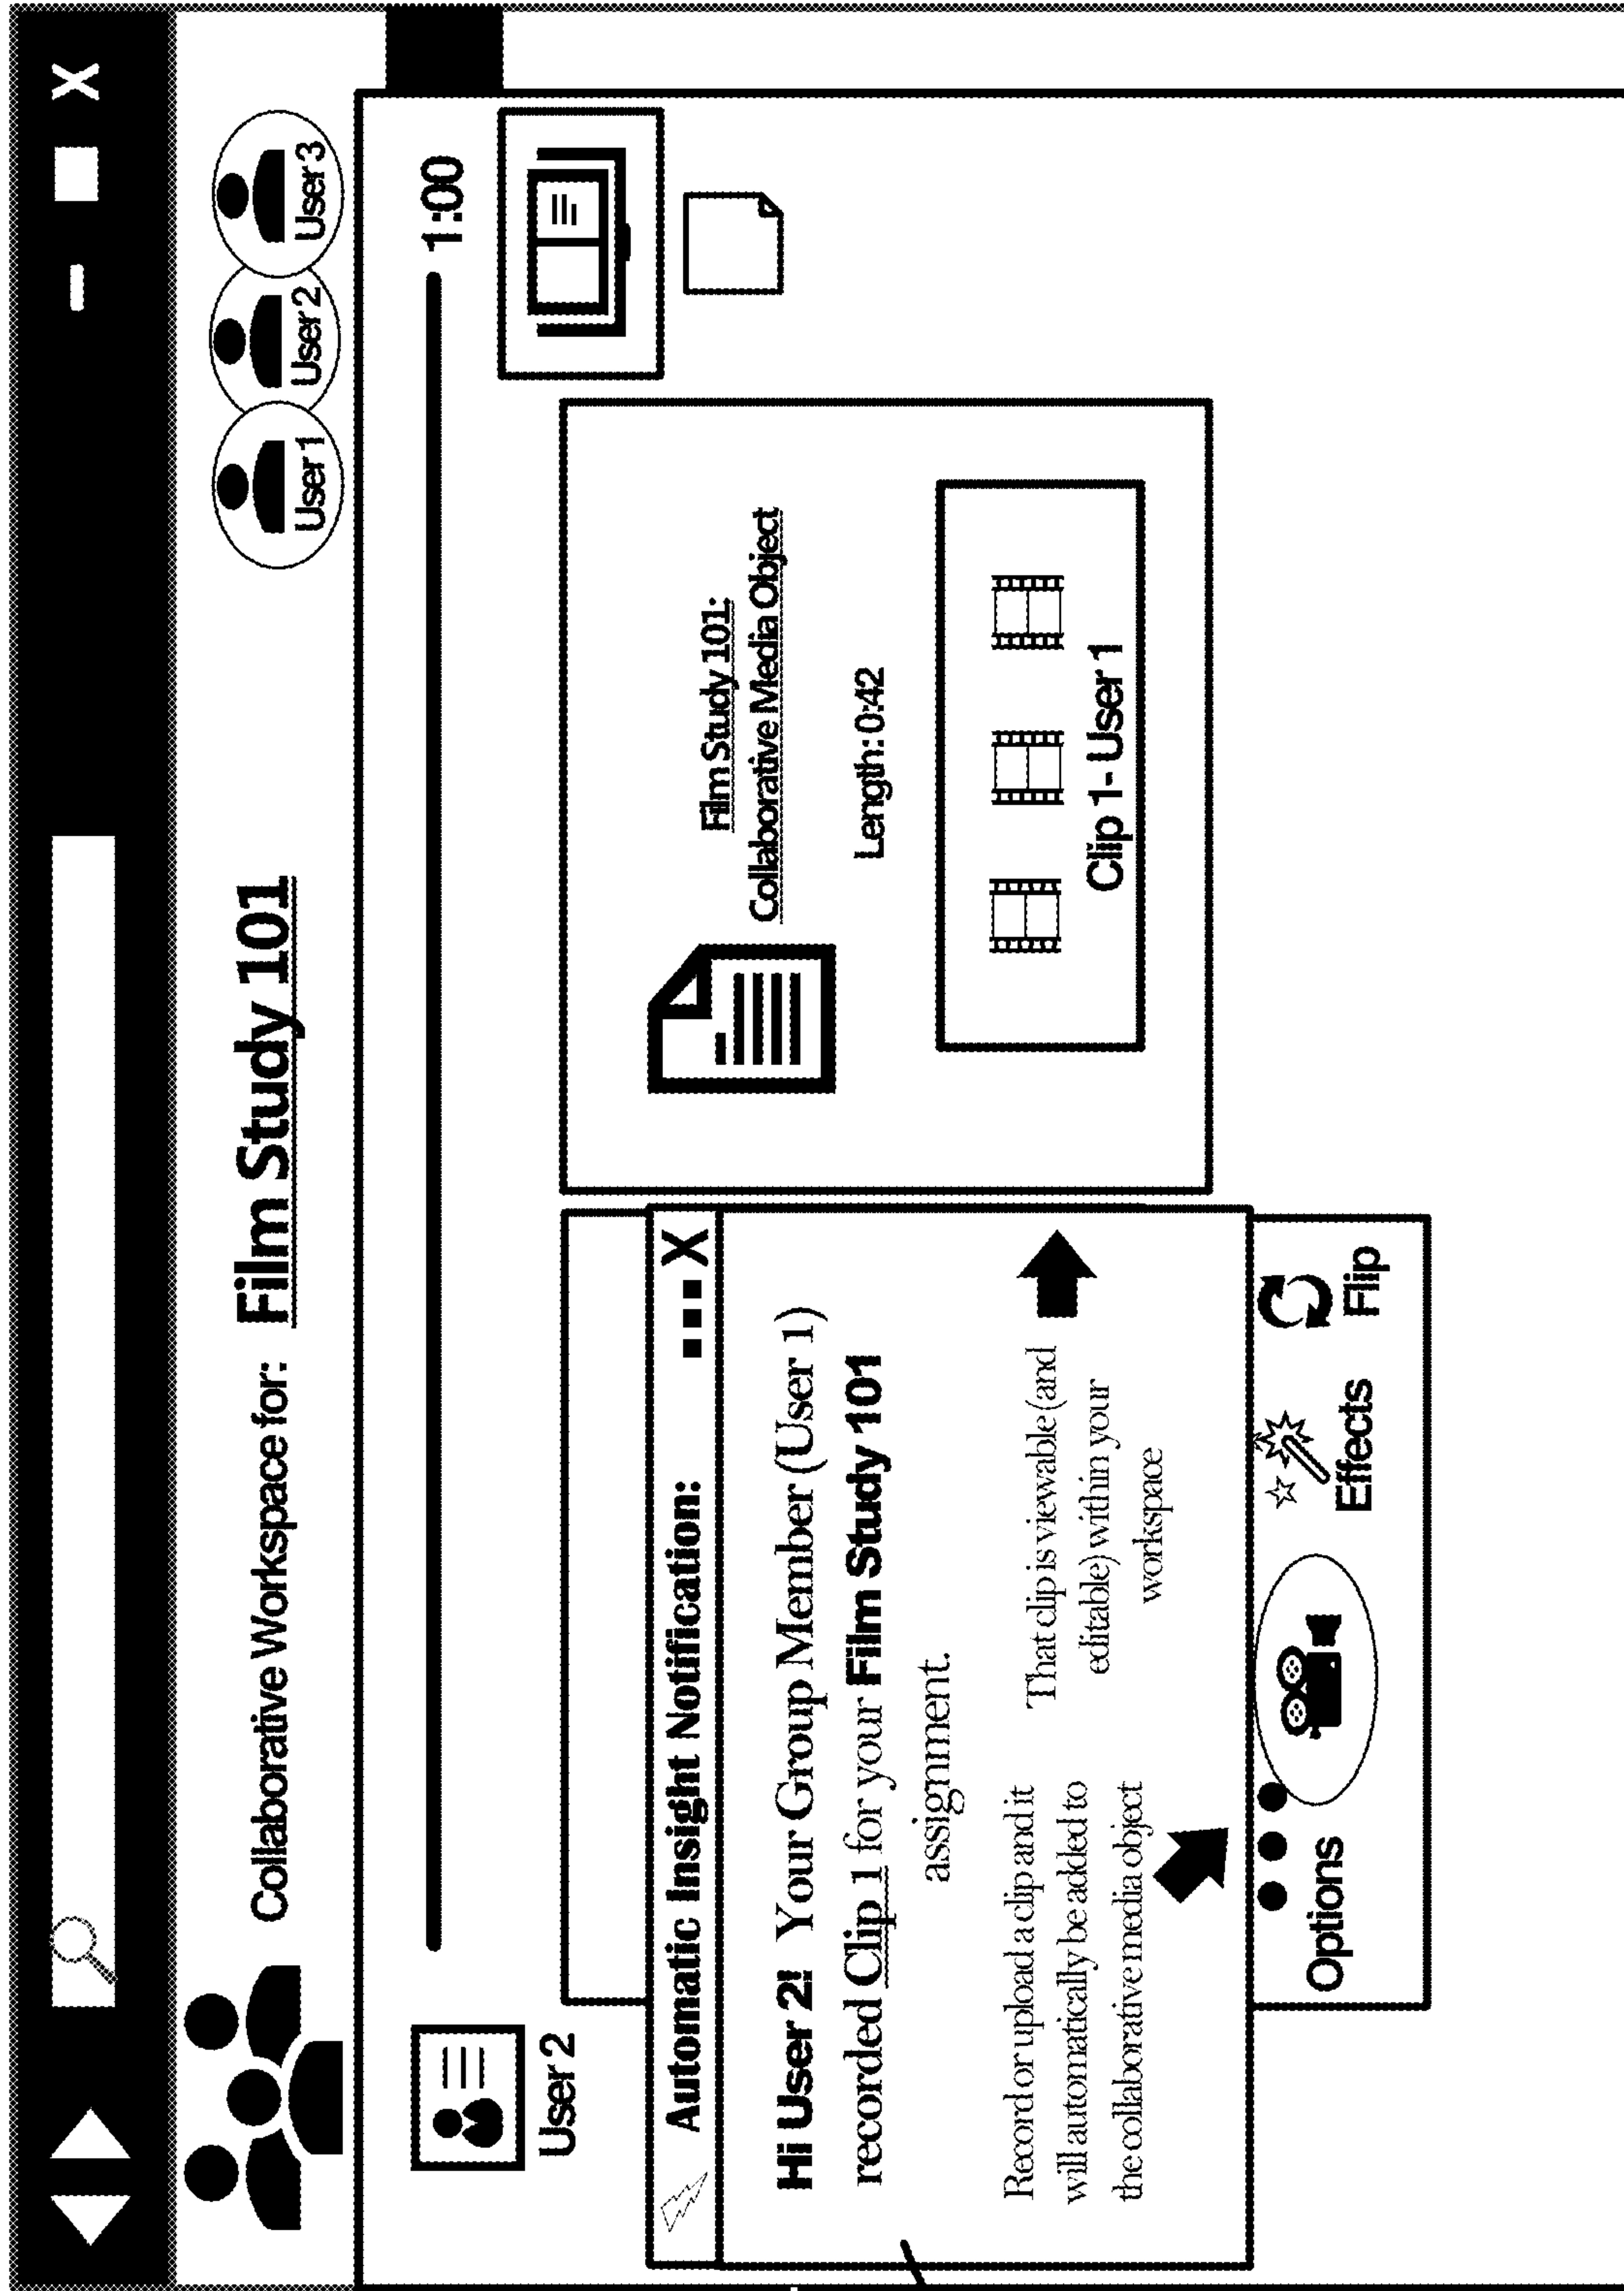 X
Collaborative Workspace for: Film Study 101
User 1
User 2
User 3
User 2
1:00
Automatic Insight Notification:
X
Hi User 2! Your Group Member (User 1)
recorded Clip 1 for your Film Study 101
assignment.
Record or upload a clip and it
will automatically be added to
the collaborative media object
That clip is viewable (and
editable) within your
workspace
Options
Effects
Flip
Film Study 101:
Collaborative Media Object
Length: 0:42
Clip 1- User 1